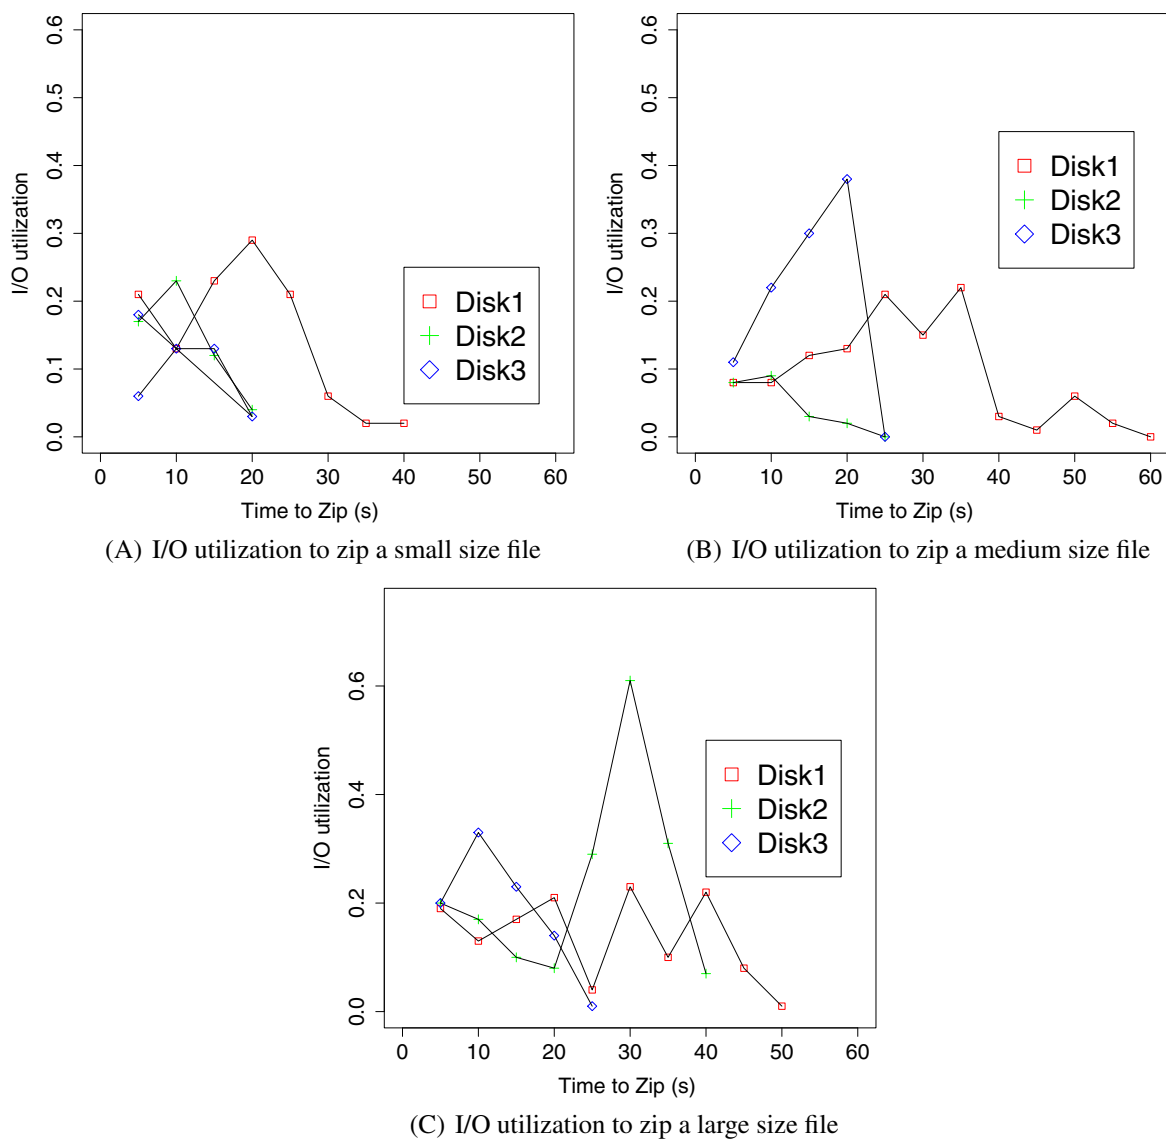 0.6
0.5
0.4
0.3
0.2
0.1
0.0
I/O utilization
Disk1
Disk2
Disk3
0 10 20 30 40 50 60
Time to Zip (s)
(A) I/O utilization to zip a small size file
0.6
0.5
0.4
0.3
0.2
0.1
0.0
I/O utilization
Disk1
Disk2
Disk3
0 10 20 30 40 50 60
Time to Zip (s)
(B) I/O utilization to zip a medium size file
0.6
0.4
0.2
0.0
I/O utilization
Disk1
Disk2
Disk3
0 10 20 30 40 50 60
Time to Zip (s)
(C) I/O utilization to zip a large size file